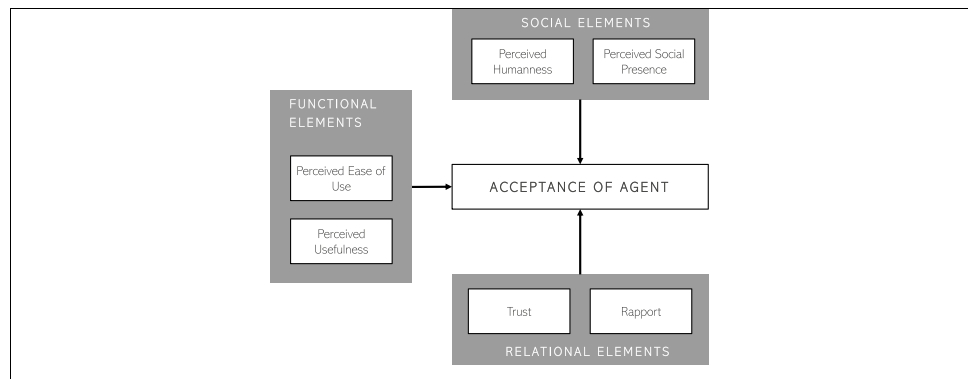 SOCIAL ELEMENTS
Perceived
Humanness
Perceived Social
Presence
FUNCTIONAL
ELEMENTS
Perceived Ease of
Use
Perceived
Usefulness
ACCEPTANCE OF AGENT
Trust
Rapport
RELATIONAL ELEMENTS